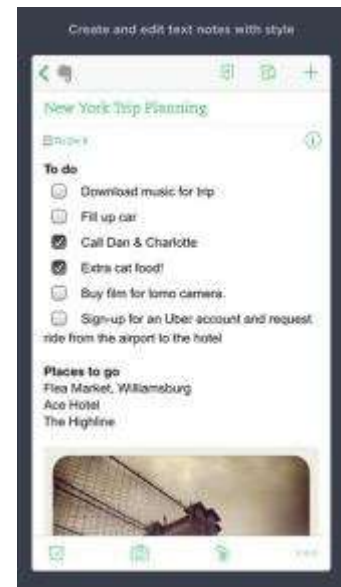 Create and edit text notes with style
New York Trip Planning
To do
Download music for trip
Fill up car
Call Dan & Charlotte
Extra cat food!
Buy film for lomo camera.
Sign-up for an Uber account and request
ride from the airport to the hotel
Places to go
Flea Market, Williamsburg
Ace Hotel
The Highline